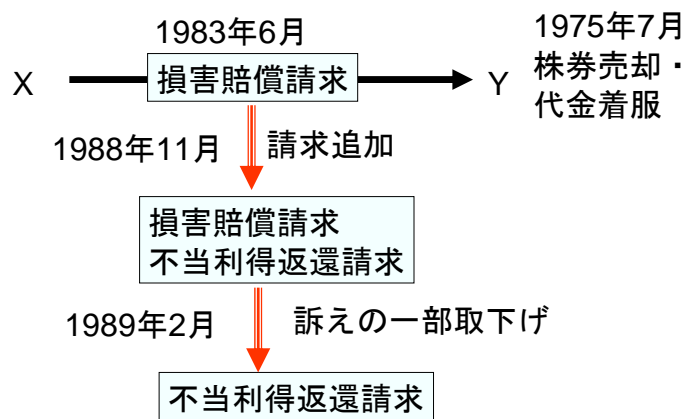 1983年6月
1975年7月
株券売却・
代金着服
X
損害賠償請求
Y
1988年11月
請求追加
損害賠償請求
不当利得返還請求
1989年2月
訴えの一部取下げ
不当利得返還請求